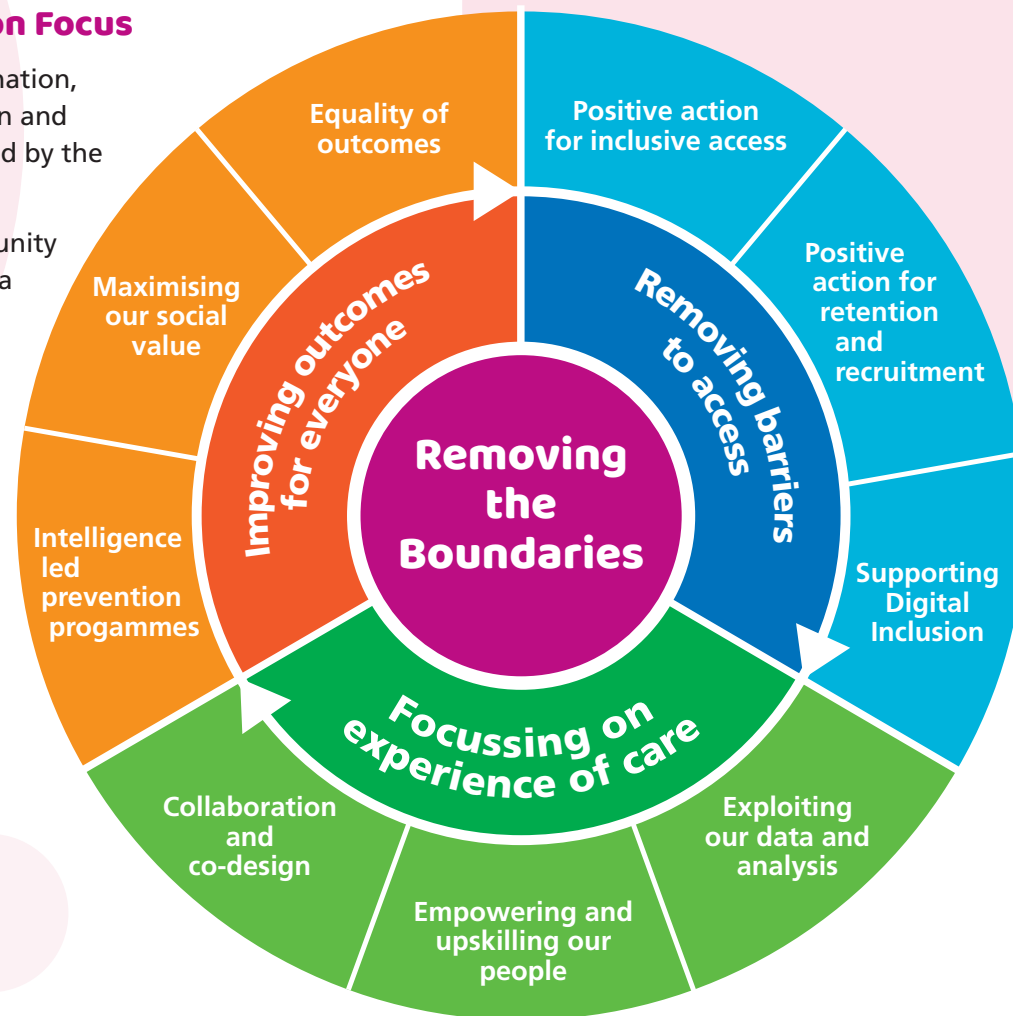 on Focus
nation,
n and
d by the
unity
a
Equality of
outcomes
Positive action
for inclusive access
Positive
action for
retention
and
recruitment
Supporting
Digital
Inclusion
Exploiting
our data and
analysis
Empowering and
upskilling our
people
Collaboration
and
co-design
Intelligence
led
prevention
progammes
Maximising
our social
value
Improving outcomes
for everyone
Removing barriers
to access
Focussing on
experience of care
Removing
the
Boundaries